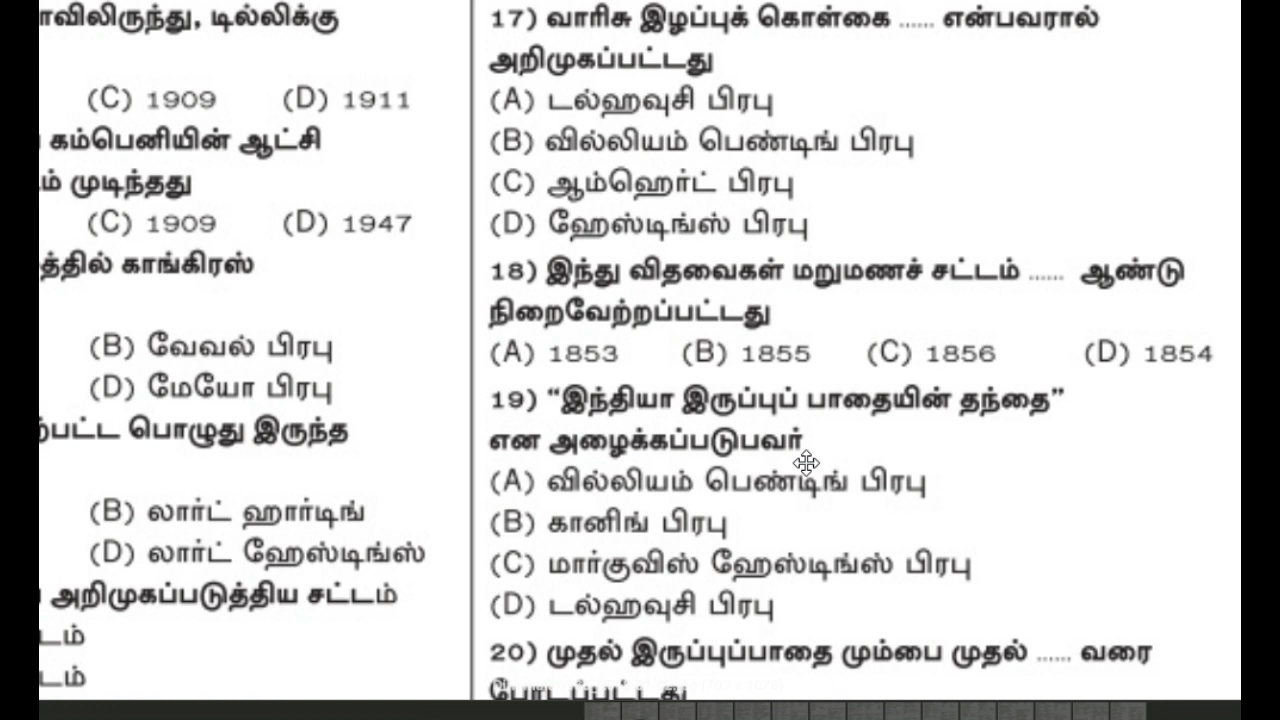 டில்லிக்கு
(C) 1909 (D) 1911
கம்பெனியின் ஆட்சி
முடிந்தது
(C) 1909 (D) 1947
காங்கிரஸ்
(B) வேவல் பிரபு
(D) மேயோ பிரபு
பொழுது இருந்த
(B) லார்ட் ஹார்டிங்
(D) லார்ட் ஹேஸ்டிங்ஸ்
அறிமுகப்படுத்திய சட்டம்
17) வாரிசு இழப்புக் கொள்கை ...... என்பவரால்
அறிமுகப்பட்டது
(A) டல்ஹவுசி பிரபு
(B) வில்லியம் பெண்டிங் பிரபு
(C) ஆம்ஹெர்ட் பிரபு
(D) ஹேஸ்டிங்ஸ் பிரபு
18) இந்து விதவைகள் மறுமணச் சட்டம் ...... ஆண்டு
நிறைவேற்றப்பட்டது
(A) 1853 (B) 1855 (C) 1856 (D) 1854
19) “இந்தியா இருப்புப் பாதையின் தந்தை”
என அழைக்கப்படுபவர்
(A) வில்லியம் பெண்டிங் பிரபு
(B) கானிங் பிரபு
(C) மார்குவிஸ் ஹேஸ்டிங்ஸ் பிரபு
(D) டல்ஹவுசி பிரபு
20) முதல் இருப்புப்பாதை மும்பை முதல் ...... வரை